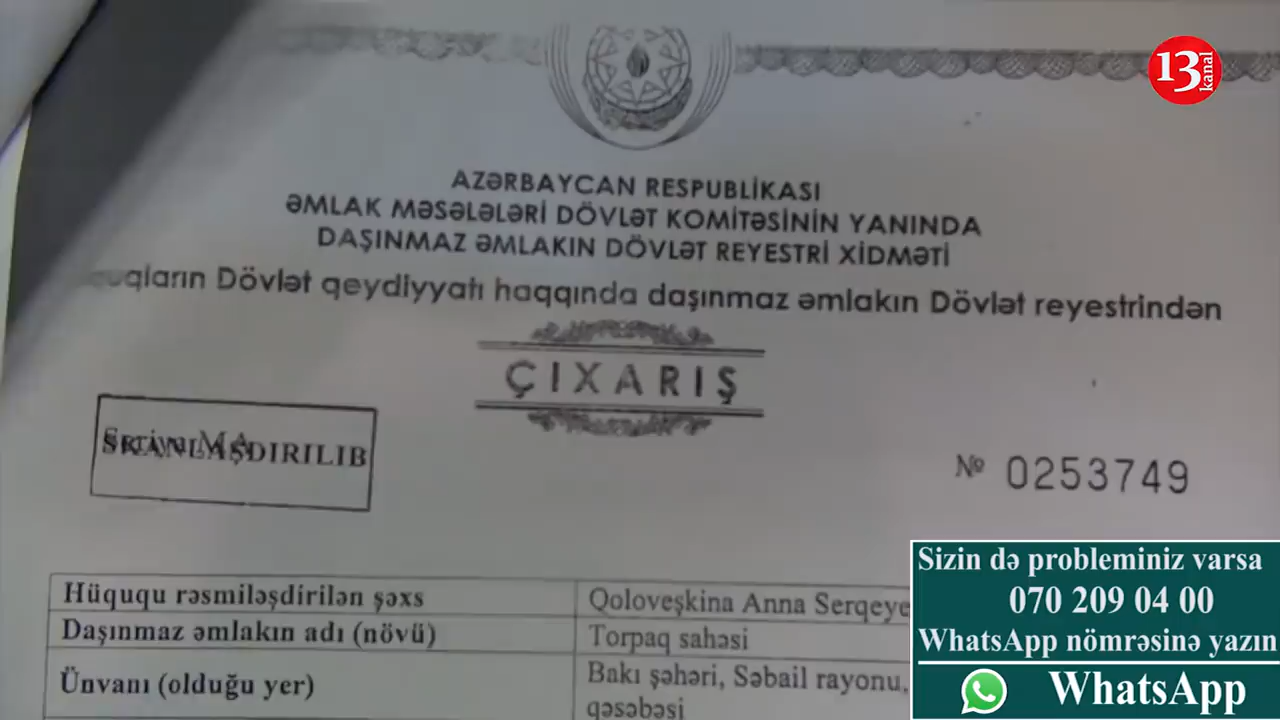 13 kanal
AZƏRBAYCAN RESPUBLİKASI
ƏMLAK MƏSƏLƏLƏRİ DÖVLƏT KOMİTƏSİNİN YANINDA
DAŞINMAZ ƏMLAKIN DÖVLƏT REYESTRİ XİDMƏTİ
Dövlət qeydiyyatı haqqında daşınmaz əmlakın Dövlət reyestrindən
ÇIXARIŞ
Seriya MA
SKANLAŞDIRILIB
№ 0253749
Hüququ rəsmiləşdirilən şəxs
Qoloveşkina Anna Serqeye
Daşınmaz əmlakın adı (növü)
Torpaq sahəsi
Ünvanı (olduğu yer)
Bakı şəhəri, Səbail rayonu,
qəsəbəsi
Sizin də probleminiz varsa
070 209 04 00
WhatsApp nömrəsinə yazın
WhatsApp